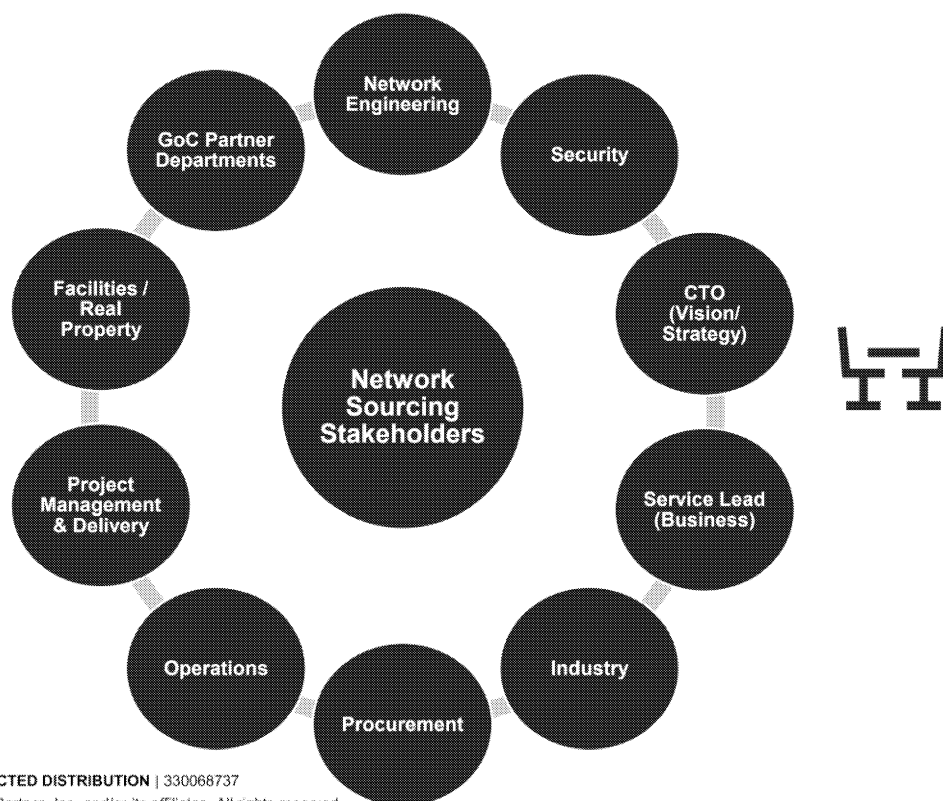 Network
Engineering
Security
CTO
(Vision/
Strategy)
Service Lead
(Business)
Industry
Procurement
Operations
Project
Management
& Delivery
Facilities /
Real
Property
GoC Partner
Departments
Network
Sourcing
Stakeholders
CTED DISTRIBUTION | 330068737